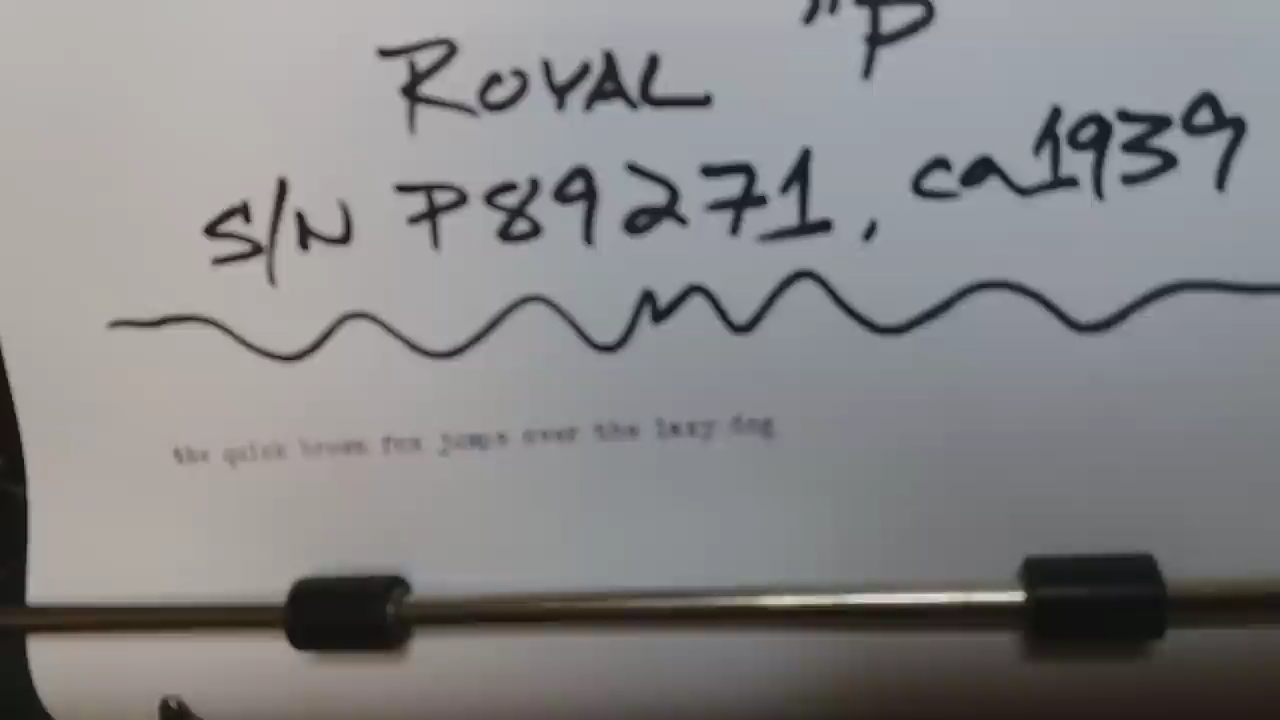 ROYAL "P
S/N P89271, ca1939
the quick brown fox jumps over the lazy dog